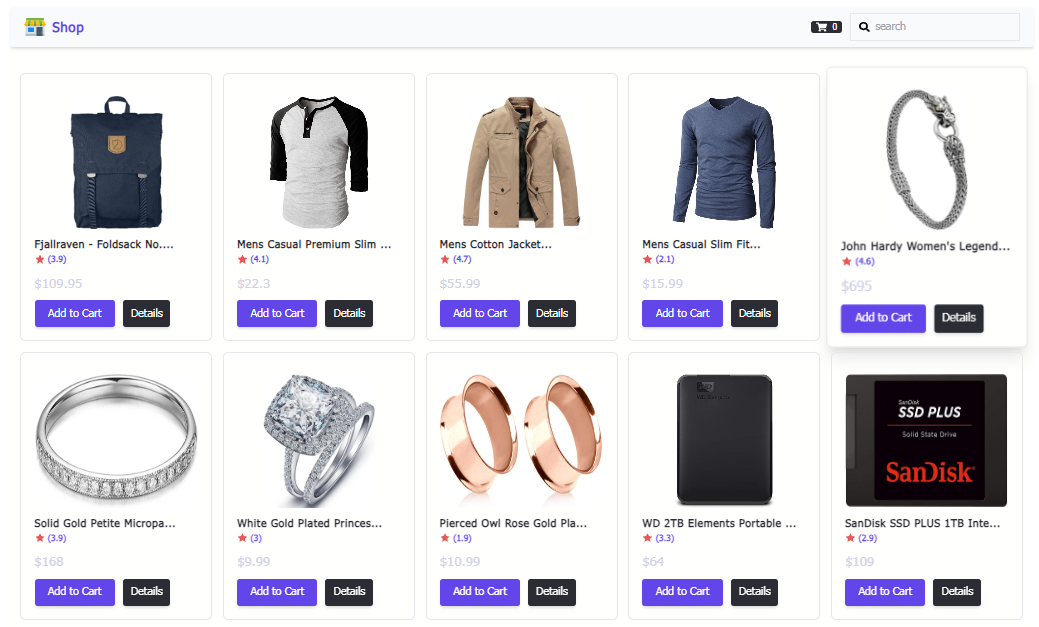 Shop
0
search
Fjallraven - Foldsack No....
(3.9)
$109.95
Add to Cart
Details
Mens Casual Premium Slim ...
(4.1)
$22.3
Add to Cart
Details
Mens Cotton Jacket...
(4.7)
$55.99
Add to Cart
Details
Mens Casual Slim Fit...
(2.1)
$15.99
Add to Cart
Details
John Hardy Women's Legend...
(4.6)
$695
Add to Cart
Details
Solid Gold Petite Micropa...
(3.9)
$168
Add to Cart
Details
White Gold Plated Princes...
(3)
$9.99
Add to Cart
Details
Pierced Owl Rose Gold Pla...
(1.9)
$10.99
Add to Cart
Details
WD 2TB Elements Portable ...
(3.3)
$64
Add to Cart
Details
SanDisk
SSD PLUS
Solid State Drive
SanDisk
SanDisk SSD PLUS 1TB Inte...
(2.9)
$109
Add to Cart
Details